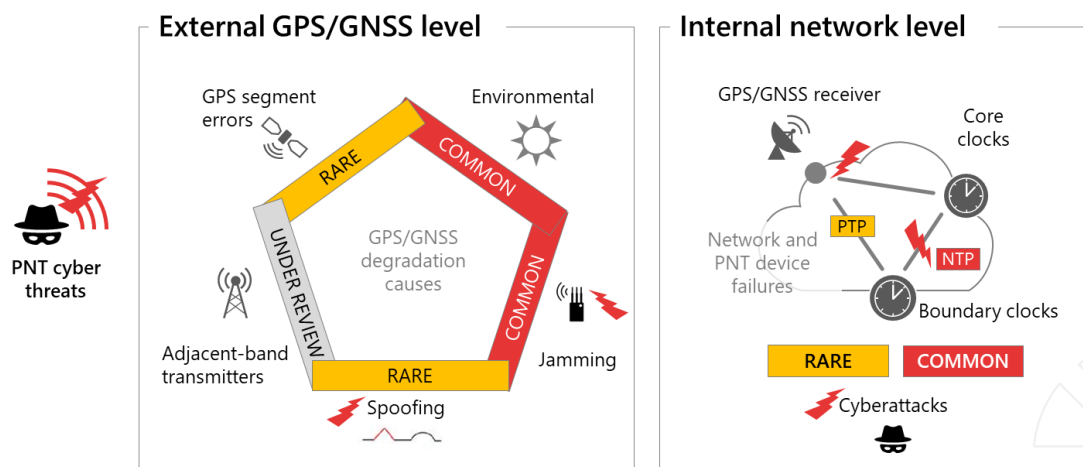 External GPS/GNSS level
GPS segment
errors
Environmental
RARE
COMMON
PNT cyber
threats
UNDER REVIEW
GPS/GNSS
degradation
causes
COMMON
Adjacent-band
transmitters
Jamming
RARE
Spoofing
Internal network level
GPS/GNSS receiver
Core
clocks
PTP
Network and
PNT device
failures
NTP
Boundary clocks
RARE
COMMON
Cyberattacks